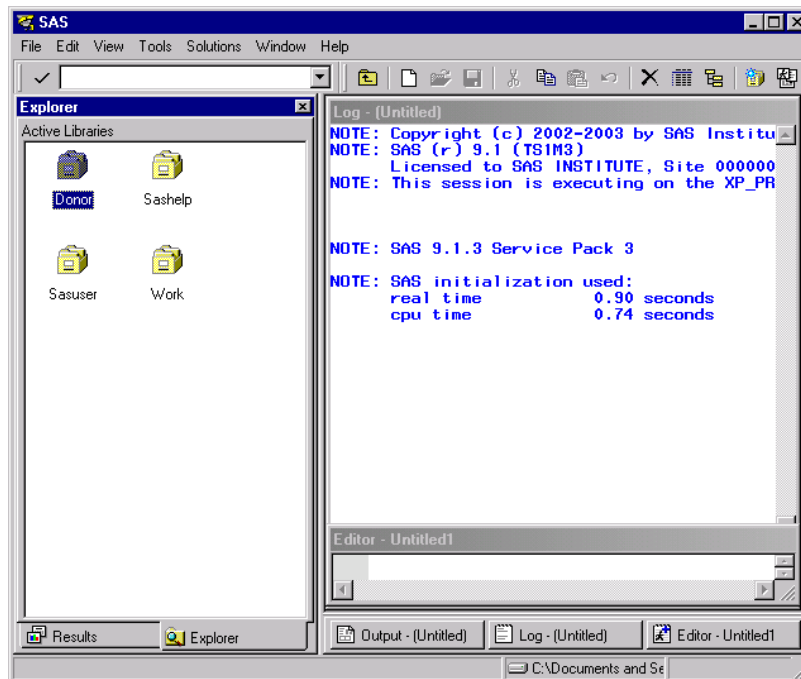 SAS
File Edit View Tools Solutions Window Help
Explorer
Active Libraries
Donor
Sashelp
Sasuser
Work
Results
Explorer
Log - (Untitled)
NOTE: Copyright (c) 2002-2003 by SAS Institu
NOTE: SAS (r) 9.1 (TS1M3)
Licensed to SAS INSTITUTE, Site 000000
NOTE: This session is executing on the XP_PR
NOTE: SAS 9.1.3 Service Pack 3
NOTE: SAS initialization used:
real time 0.90 seconds
cpu time 0.74 seconds
Editor - Untitled1
Output - (Untitled)
Log - (Untitled)
Editor - Untitled1
C:\Documents and Se